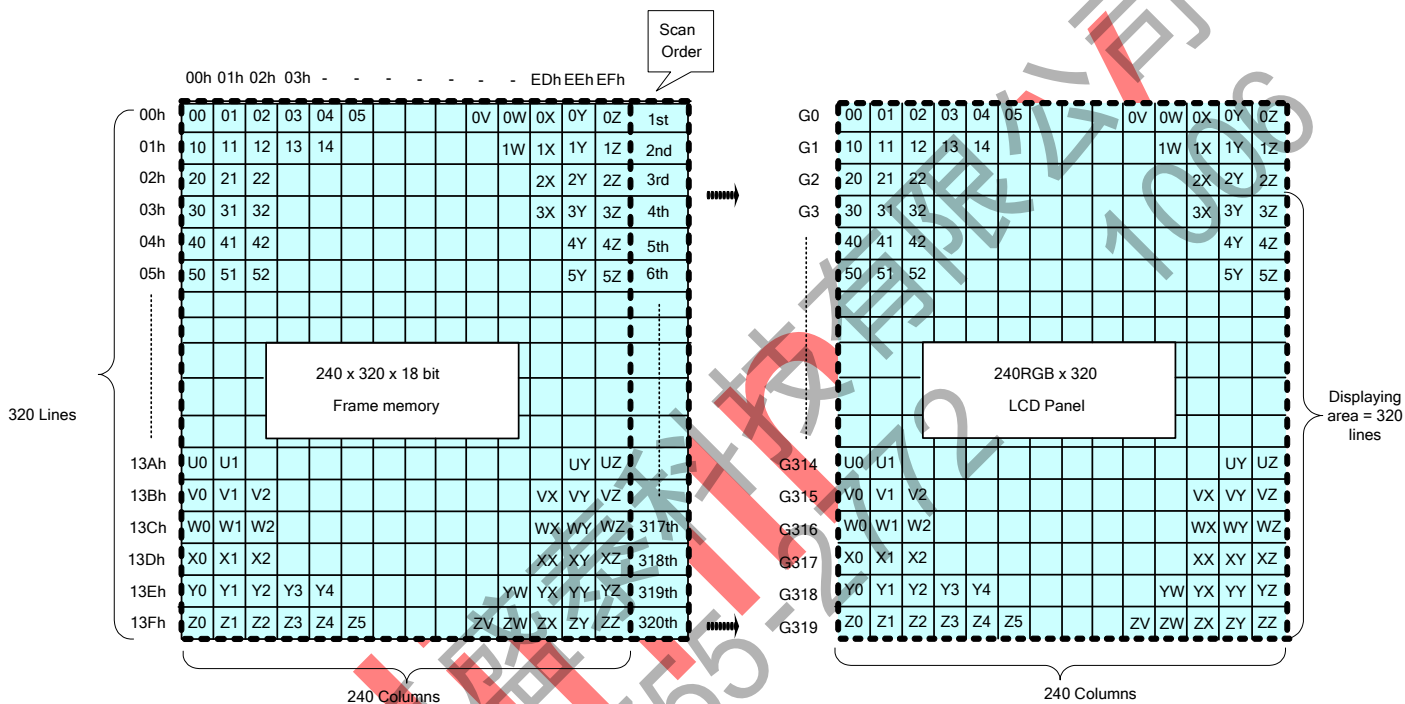 Scan
Order
00h 01h 02h 03h - - - - - - - EDh EEh EFh
00h 00 01 02 03 04 05 0V 0W 0X 0Y 0Z 1st
01h 10 11 12 13 14 1W 1X 1Y 1Z 2nd
02h 20 21 22 2X 2Y 2Z 3rd
03h 30 31 32 3X 3Y 3Z 4th
04h 40 41 42 4Y 4Z 5th
05h 50 51 52 5Y 5Z 6th
240 x 320 x 18 bit
Frame memory
320 Lines
13Ah U0 U1 UY UZ
13Bh V0 V1 V2 VX VY VZ
13Ch W0 W1 W2 WX WY WZ 317th
13Dh X0 X1 X2 XX XY XZ 318th
13Eh Y0 Y1 Y2 Y3 Y4 YW YX YY YZ 319th
13Fh Z0 Z1 Z2 Z3 Z4 Z5 ZV ZW ZX ZY ZZ 320th
240 Columns
G0 00 01 02 03 04 05 0V 0W 0X 0Y 0Z
G1 10 11 12 13 14 1W 1X 1Y 1Z
G2 20 21 22 2X 2Y 2Z
G3 30 31 32 3X 3Y 3Z
40 41 42 4Y 4Z
50 51 52 5Y 5Z
240RGB x 320
LCD Panel
Displaying
area = 320
lines
G314 U0 U1 UY UZ
G315 V0 V1 V2 VX VY VZ
G316 W0 W1 W2 WX WY WZ
G317 X0 X1 X2 XX XY XZ
G318 Y0 Y1 Y2 Y3 Y4 YW YX YY YZ
G319 Z0 Z1 Z2 Z3 Z4 Z5 ZV ZW ZX ZY ZZ
240 Columns
盛泰科技有限公司
55-2772 1006